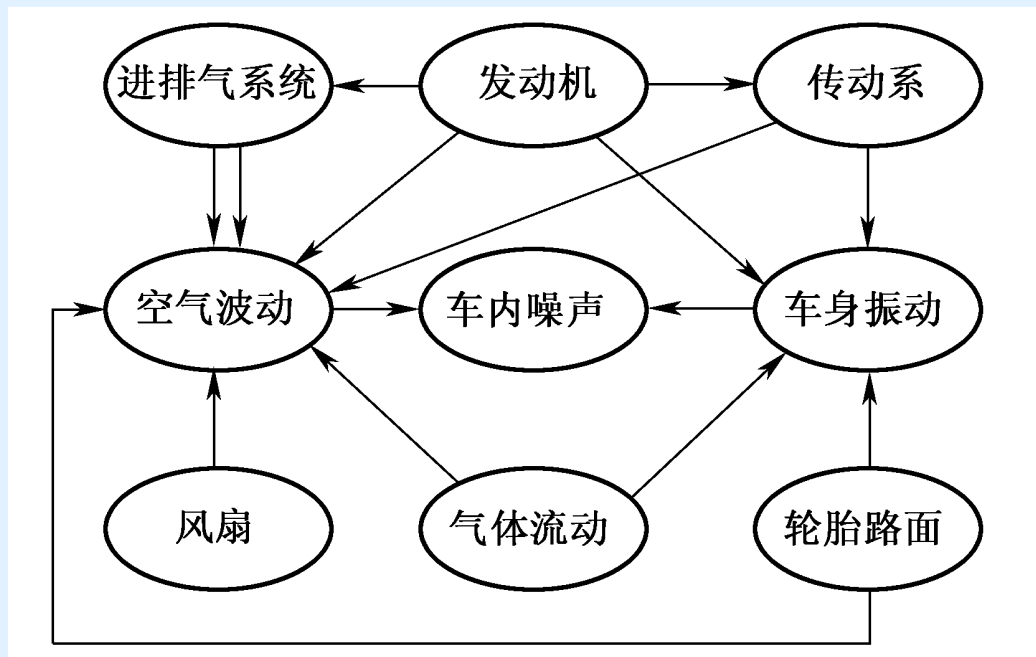 进排气系统
发动机
传动系
空气波动
车内噪声
车身振动
风扇
气体流动
轮胎路面